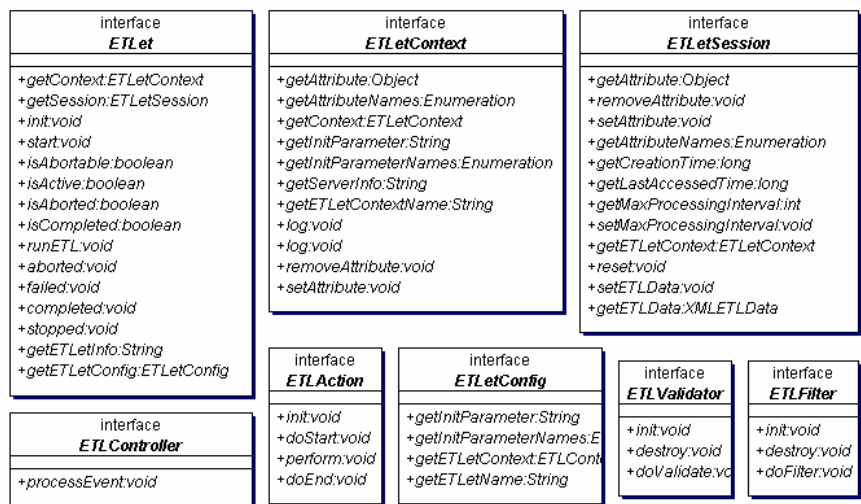 interface
ETLet
+getContext:ETLetContext
+getSession:ETLetSession
+init:void
+start:void
+isAbortable:boolean
+isActive:boolean
+isAborted:boolean
+isCompleted:boolean
+runETL:void
+aborted:void
+failed:void
+completed:void
+stopped:void
+getETLetInfo:String
+getETLetConfig:ETLetConfig
interface
ETLetContext
+getAttribute:Object
+getAttributeNames:Enumeration
+getContext:ETLetContext
+getInitParameter:String
+getInitParameterNames:Enumeration
+getServerInfo:String
+getETLetContextName:String
+log:void
+log:void
+removeAttribute:void
+setAttribute:void
interface
ETLetSession
+getAttribute:Object
+removeAttribute:void
+setAttribute:void
+getAttributeNames:Enumeration
+getCreationTime:long
+getLastAccessedTime:long
+getMaxProcessingInterval:int
+setMaxProcessingInterval:void
+getETLetContext:ETLetContext
+reset:void
+setETLData:void
+getETLData:XMLETLData
interface
ETLController
+processEvent:void
interface
ETLAction
+init:void
+doStart:void
+perform:void
+doEnd:void
interface
ETLetConfig
+getInitParameter:String
+getInitParameterNames:E
+getETLetContext:ETLCont
+getETLetName:String
interface
ETLValidator
+init:void
+destroy:void
+doValidate:vo
interface
ETLFilter
+init:void
+destroy:void
+doFilter:void